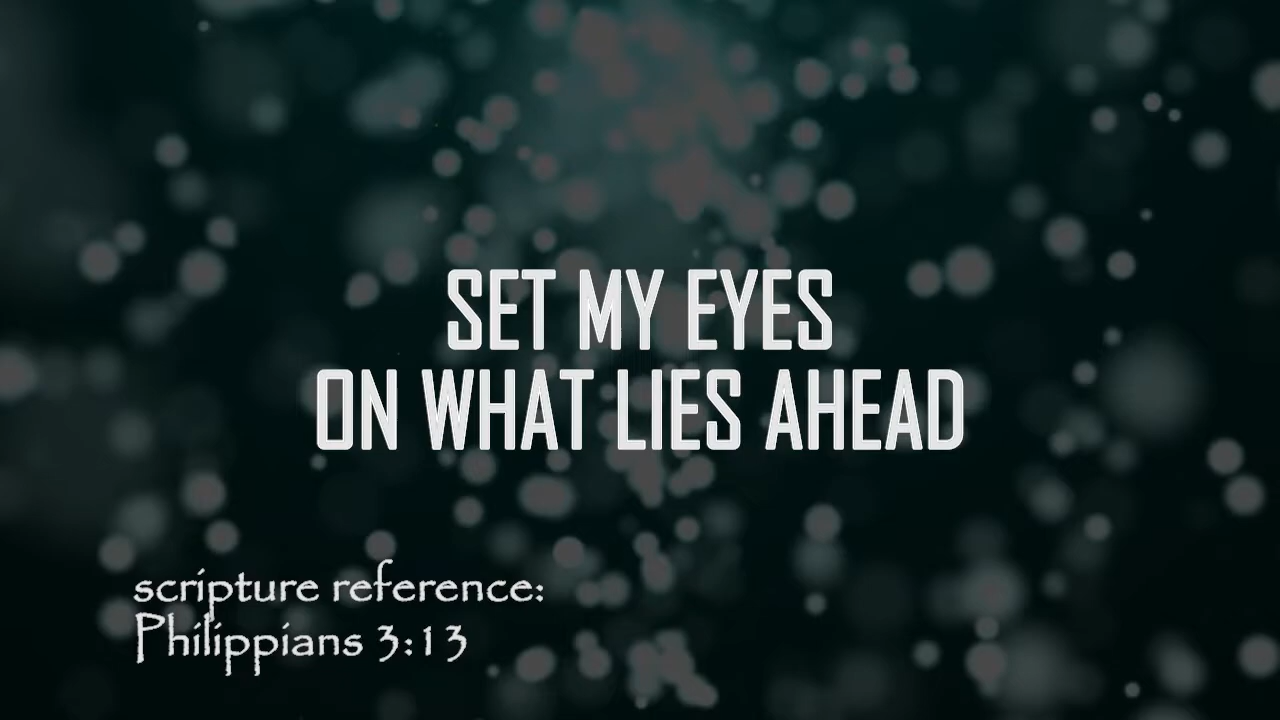 SET MY EYES
ON WHAT LIES AHEAD
scripture reference:
Philippians 3:13